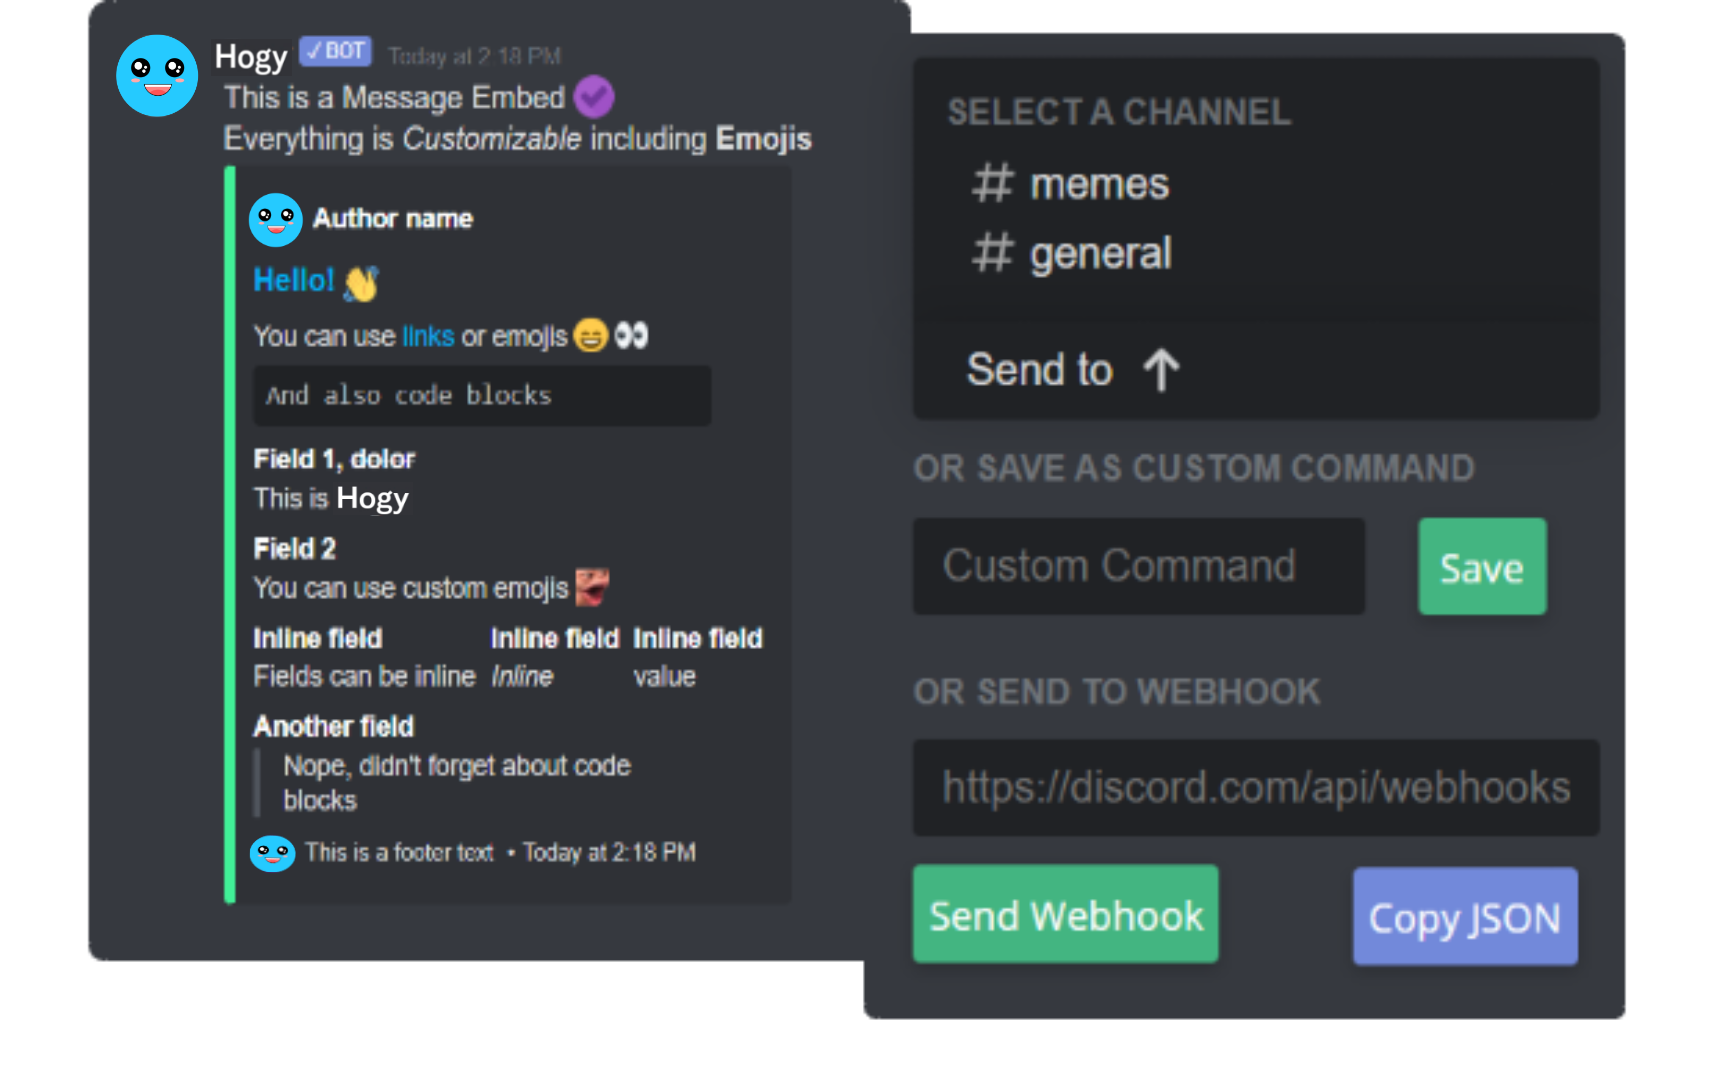 Hogy ✓ BOT Today at 2:18 PM
This is a Message Embed
Everything is Customizable including Emojis
Author name
Hello!
You can use links or emojis
And also code blocks
Field 1, dolor
This is Hogy
Field 2
You can use custom emojis
Inline field Inline field Inline field
Fields can be inline Inline value
Another field
Nope, didn't forget about code
blocks
This is a footer text • Today at 2:18 PM
SELECT A CHANNEL
# memes
# general
Send to ↑
OR SAVE AS CUSTOM COMMAND
Custom Command Save
OR SEND TO WEBHOOK
https://discord.com/api/webhooks
Send Webhook Copy JSON